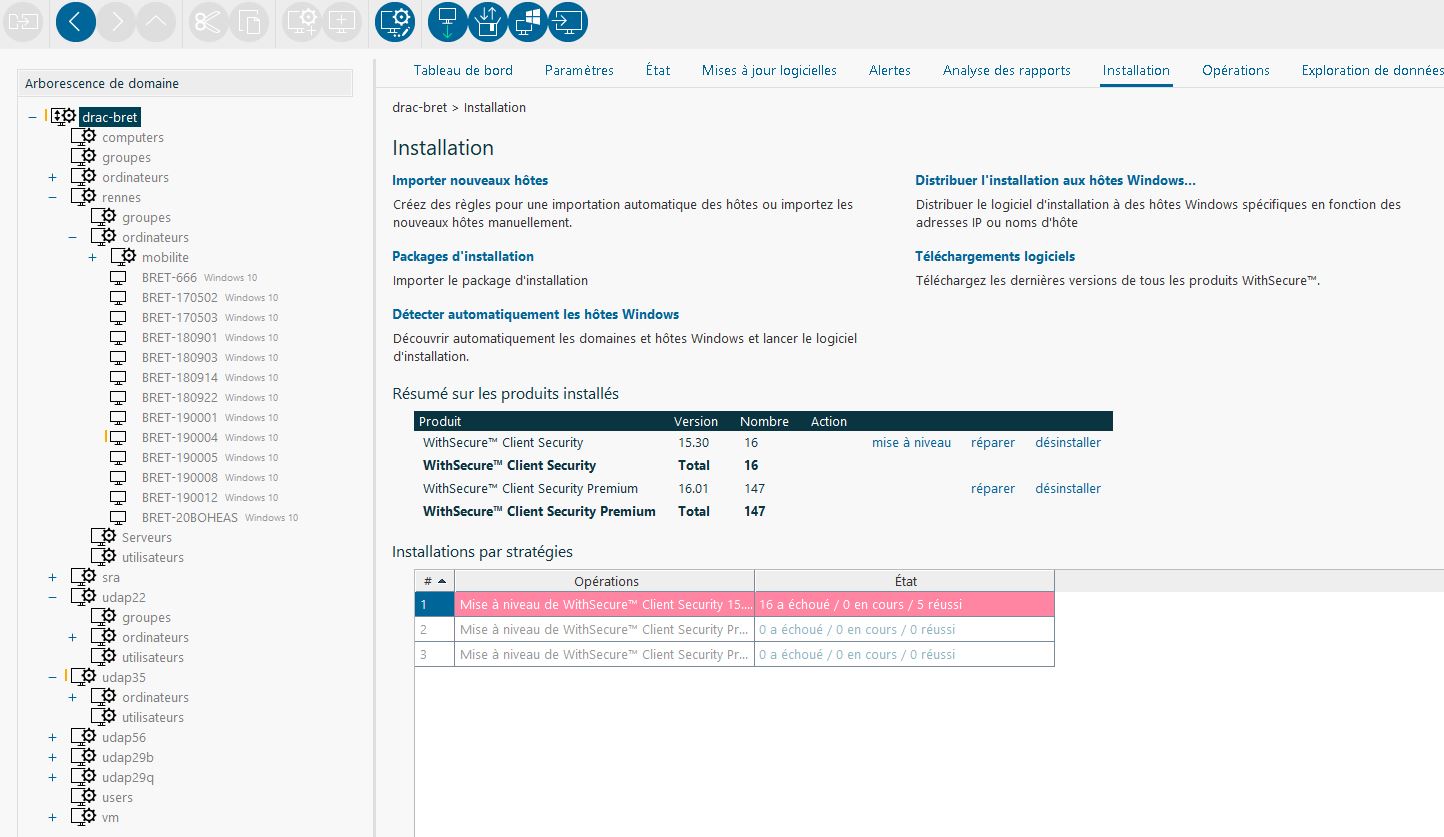 Arborescence de domaine
drac-bret
computers
groupes
ordinateurs
rennes
groupes
ordinateurs
mobilite
BRET-666 Windows 10
BRET-170502 Windows 10
BRET-170503 Windows 10
BRET-180901 Windows 10
BRET-180903 Windows 10
BRET-180914 Windows 10
BRET-180922 Windows 10
BRET-190001 Windows 10
BRET-190004 Windows 10
BRET-190005 Windows 10
BRET-190008 Windows 10
BRET-190012 Windows 10
BRET-20BOHEAS Windows 10
Serveurs
utilisateurs
sra
udap22
groupes
ordinateurs
utilisateurs
udap35
ordinateurs
utilisateurs
udap56
udap29b
udap29q
users
vm
Tableau de bord Paramètres État Mises à jour logicielles Alertes Analyse des rapports Installation Opérations Exploration de données
drac-bret > Installation
Installation
Importer nouveaux hôtes
Créez des règles pour une importation automatique des hôtes ou importez les
nouveaux hôtes manuellement.
Distribuer l'installation aux hôtes Windows...
Distribuer le logiciel d'installation à des hôtes Windows spécifiques en fonction des
adresses IP ou noms d'hôte
Packages d'installation
Importer le package d'installation
Téléchargements logiciels
Téléchargez les dernières versions de tous les produits WithSecure™.
Détecter automatiquement les hôtes Windows
Découvrir automatiquement les domaines et hôtes Windows et lancer le logiciel
d'installation.
Résumé sur les produits installés
Produit Version Nombre Action
WithSecure™ Client Security 15.30 16 mise à niveau réparer désinstaller
WithSecure™ Client Security Total 16
WithSecure™ Client Security Premium 16.01 147 réparer désinstaller
WithSecure™ Client Security Premium Total 147
Installations par stratégies
# Opérations État
1 Mise à niveau de WithSecure™ Client Security 15.... 16 a échoué / 0 en cours / 5 réussi
2 Mise à niveau de WithSecure™ Client Security Pr... 0 a échoué / 0 en cours / 0 réussi
3 Mise à niveau de WithSecure™ Client Security Pr... 0 a échoué / 0 en cours / 0 réussi